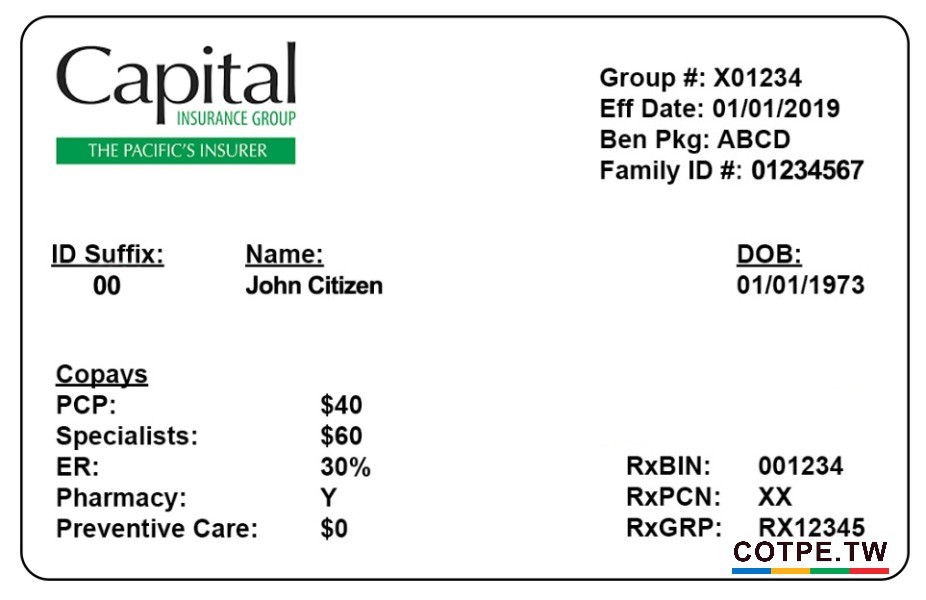 Capital
INSURANCE GROUP
THE PACIFIC'S INSURER
Group #: X01234
Eff Date: 01/01/2019
Ben Pkg: ABCD
Family ID #: 01234567
ID Suffix: Name: DOB:
00 John Citizen 01/01/1973
Copays
PCP: $40
Specialists: $60
ER: 30%
Pharmacy: Y
Preventive Care: $0
RxBIN: 001234
RxPCN: XX
RxGRP: RX12345
COTPE.TW